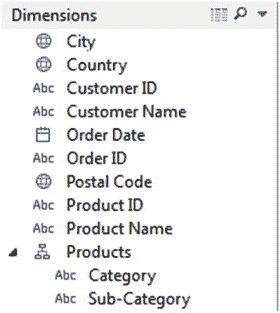 Dimensions
City
Country
Abc Customer ID
Abc Customer Name
Order Date
Abc Order ID
Postal Code
Abc Product ID
Abc Product Name
Products
Abc Category
Abc Sub-Category